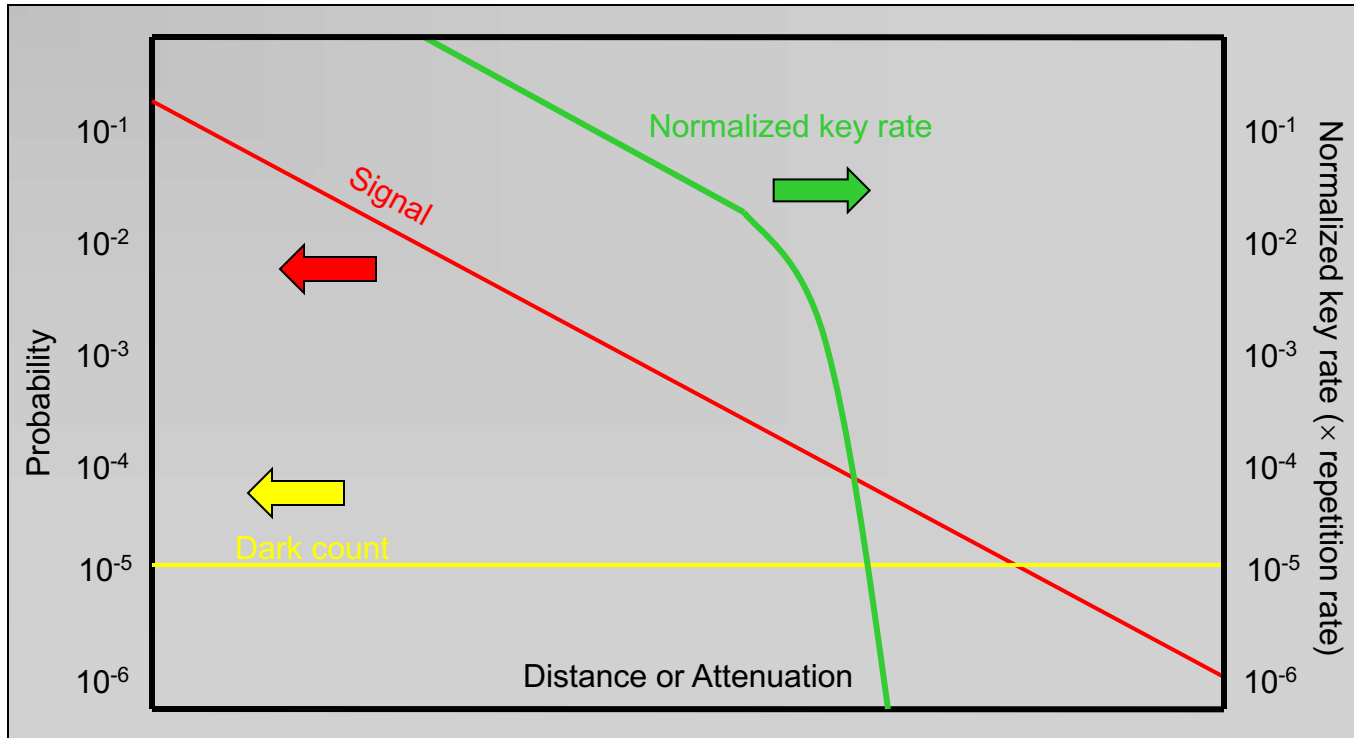 Normalized key rate
Signal
Dark count
Distance or Attenuation
Probability
10-1
10-2
10-3
10-4
10-5
10-6
10-1
10-2
10-3
10-4
10-5
10-6
Normalized key rate (× repetition rate)